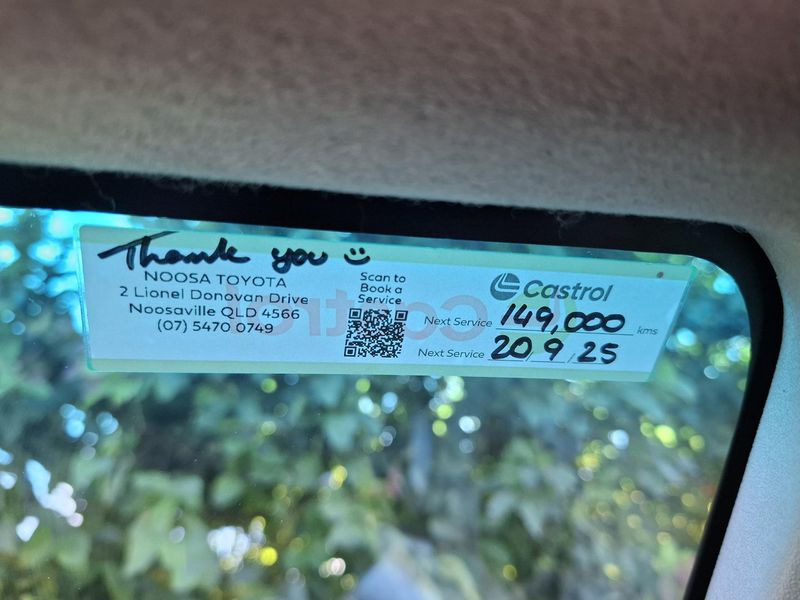 Thank you
NOOSA TOYOTA
2 Lionel Donovan Drive
Noosaville QLD 4566
(07) 5470 0749
Scan to
Book a
Service
Castrol
Next Service 149,000 kms
Next Service 20/9/25
Castrol